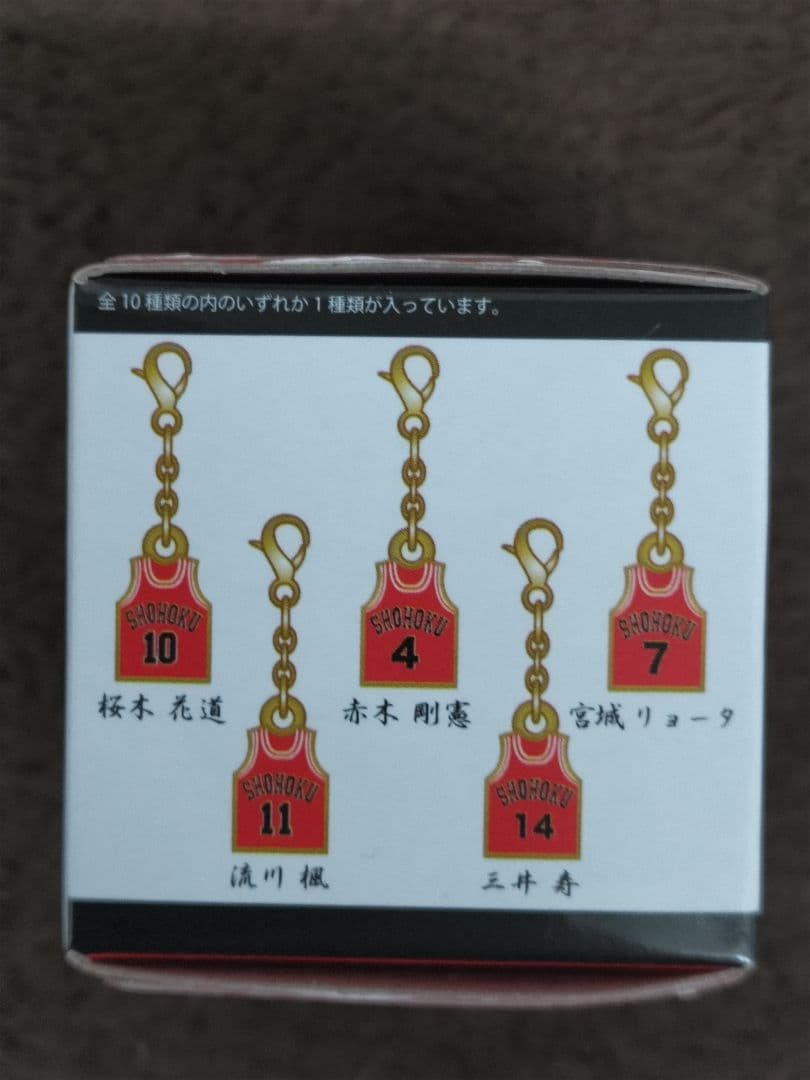 全10種類の内のいずれか1種類が入っています。
SHOHOKU
10
桜木 花道
SHOHOKU
4
赤木 剛憲
SHOHOKU
7
宮城 リョータ
SHOHOKU
11
流川 楓
SHOHOKU
14
三井 寿